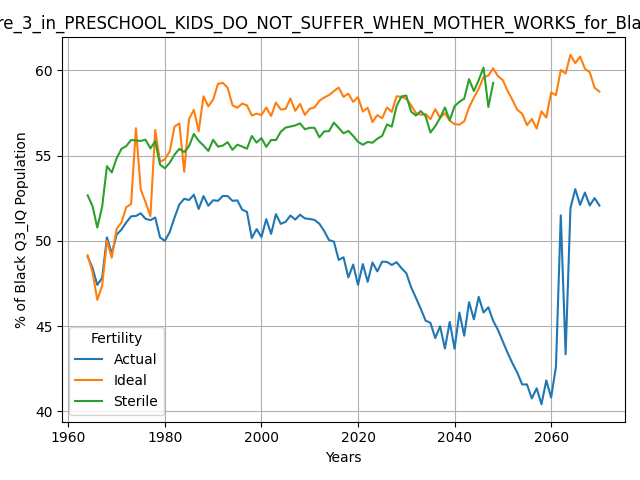 re_3_in_PRESCHOOL_KIDS_DO_NOT_SUFFER_WHEN_MOTHER_WORKS_for_Bla
% of Black Q3_IQ Population
60
55
50
45
40
Fertility
Actual
Ideal
Sterile
1960
1980
2000
2020
2040
2060
Years